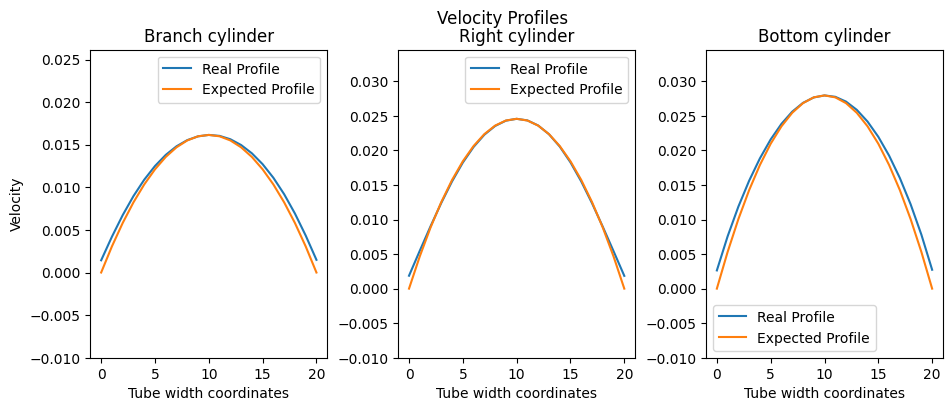 Velocity Profiles
Branch cylinder
Real Profile
Expected Profile
0.025
0.020
0.015
0.010
0.005
0.000
−0.005
−0.010
Velocity
0 5 10 15 20
Tube width coordinates
Right cylinder
Real Profile
Expected Profile
0.030
0.025
0.020
0.015
0.010
0.005
0.000
−0.005
−0.010
0 5 10 15 20
Tube width coordinates
Bottom cylinder
0.030
0.025
0.020
0.015
0.010
0.005
0.000
−0.005
−0.010
Real Profile
Expected Profile
0 5 10 15 20
Tube width coordinates